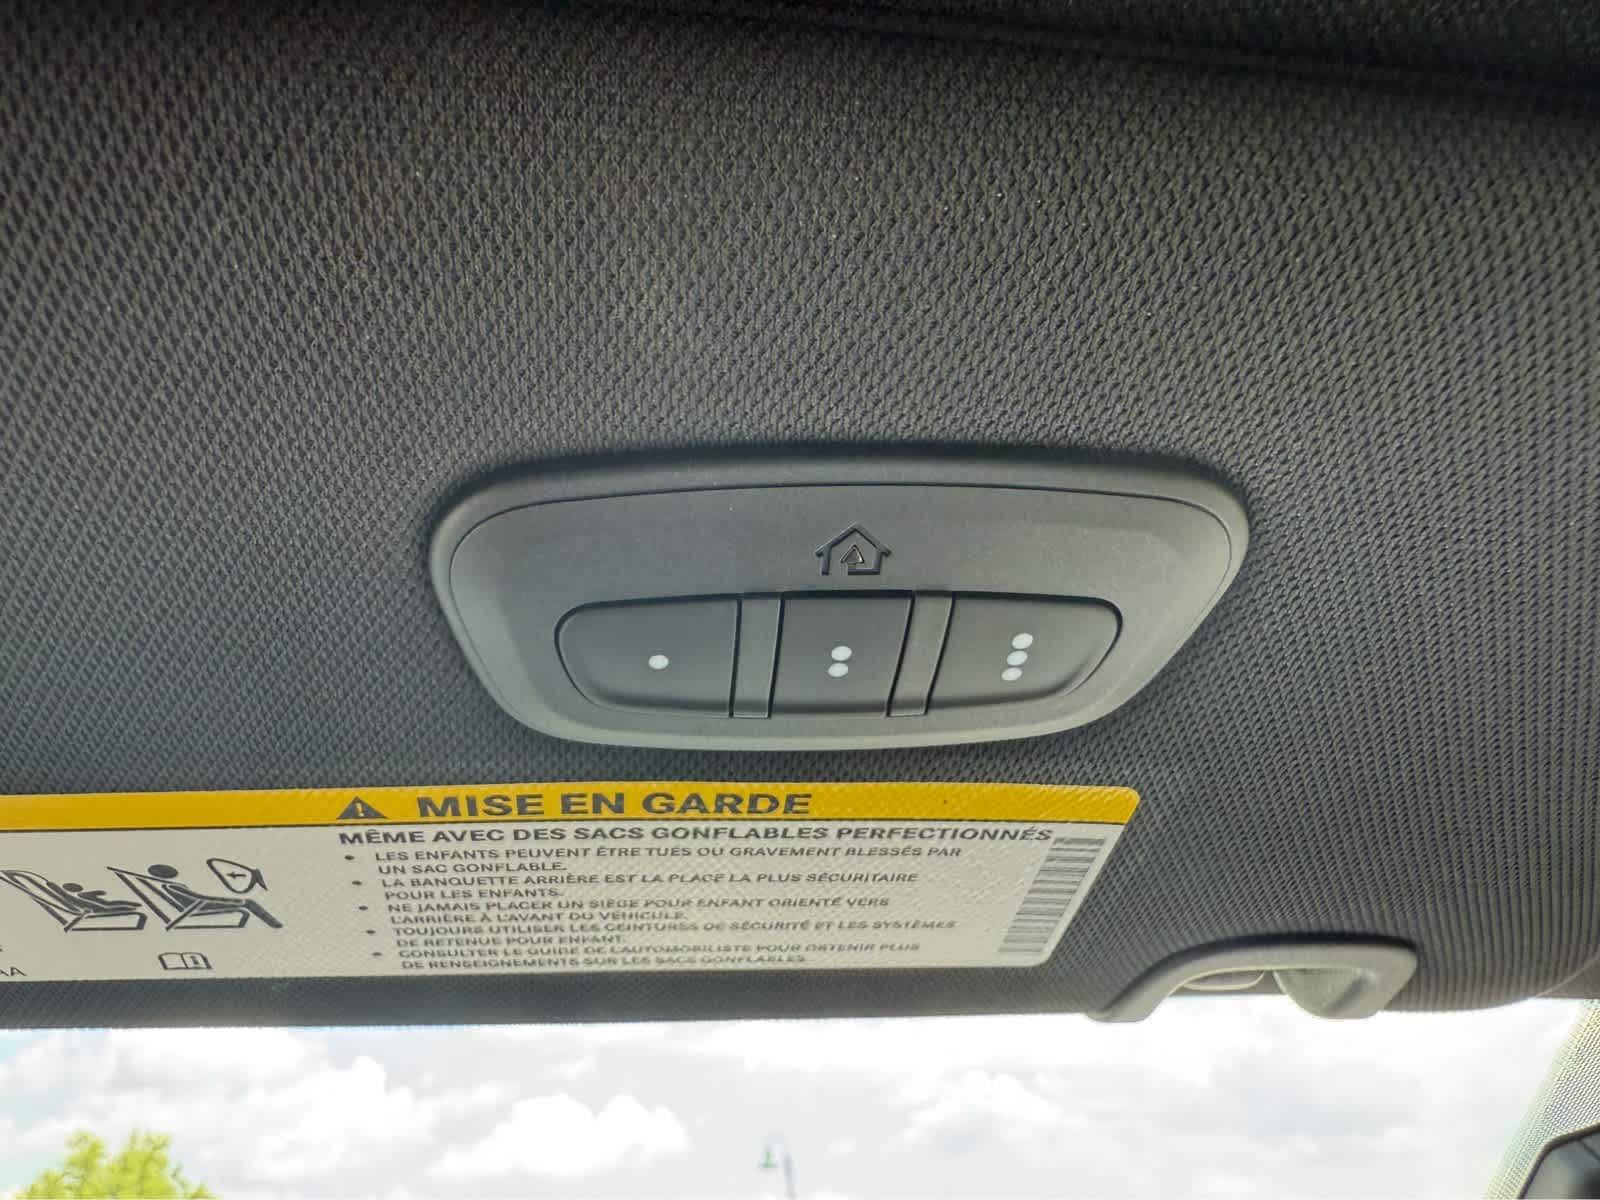 MISE EN GARDE
MÊME AVEC DES SACS GONFLABLES PERFECTIONNÉS
• LES ENFANTS PEUVENT ÊTRE TUÉS OU GRAVEMENT BLESSÉS PAR
UN SAC GONFLABLE.
• LA BANQUETTE ARRIÈRE EST LA PLACE LA PLUS SÉCURITAIRE
POUR LES ENFANTS.
• NE JAMAIS PLACER UN SIÈGE POUR ENFANT ORIENTÉ VERS
L'ARRIÈRE À L'AVANT DU VÉHICULE.
• TOUJOURS UTILISER LES CEINTURES DE SÉCURITÉ ET LES SYSTÈMES
DE RETENUE POUR ENFANT.
• CONSULTER LE GUIDE DE L'AUTOMOBILISTE POUR OBTENIR PLUS
DE RENSEIGNEMENTS SUR LES SACS GONFLABLES.
AA